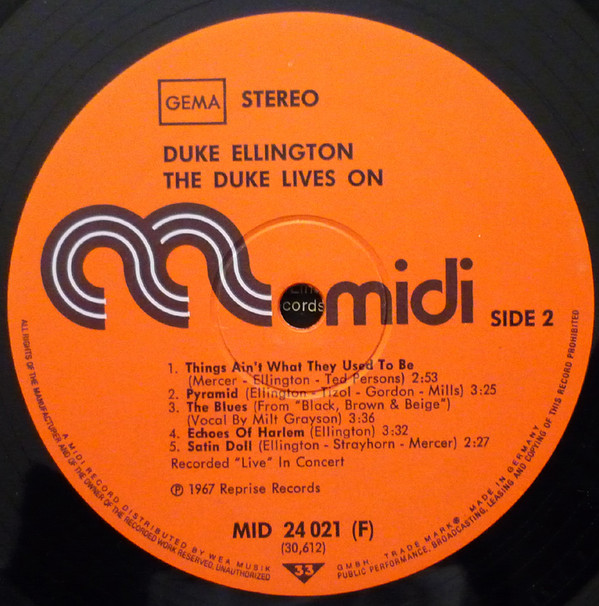 GEMA STEREO
DUKE ELLINGTON
THE DUKE LIVES ON
midi
SIDE 2
cords
1. Things Ain't What They Used To Be
(Mercer - Ellington - Ted Persons) 2:53
2. Pyramid (Ellington - Tizol - Gordon - Mills) 3:25
3. The Blues (From "Black, Brown & Beige")
(Vocal By Milt Grayson) 3:36
4. Echoes Of Harlem (Ellington) 3:32
5. Satin Doll (Ellington - Strayhorn - Mercer) 2:27
Recorded "Live" In Concert
Ⓟ 1967 Reprise Records
MID 24 021 (F)
(30,612)
33
ALL RIGHTS OF THE MANUFACTURER AND OF THE OWNER OF THE RECORDED WORK RESERVED. UNAUTHORIZED PUBLIC PERFORMANCE, BROADCASTING, LEASING AND COPYING OF THIS RECORD PROHIBITED
A MIDI RECORD DISTRIBUTED BY WEA MUSIK GMBH. TRADE MARK® MADE IN GERMANY